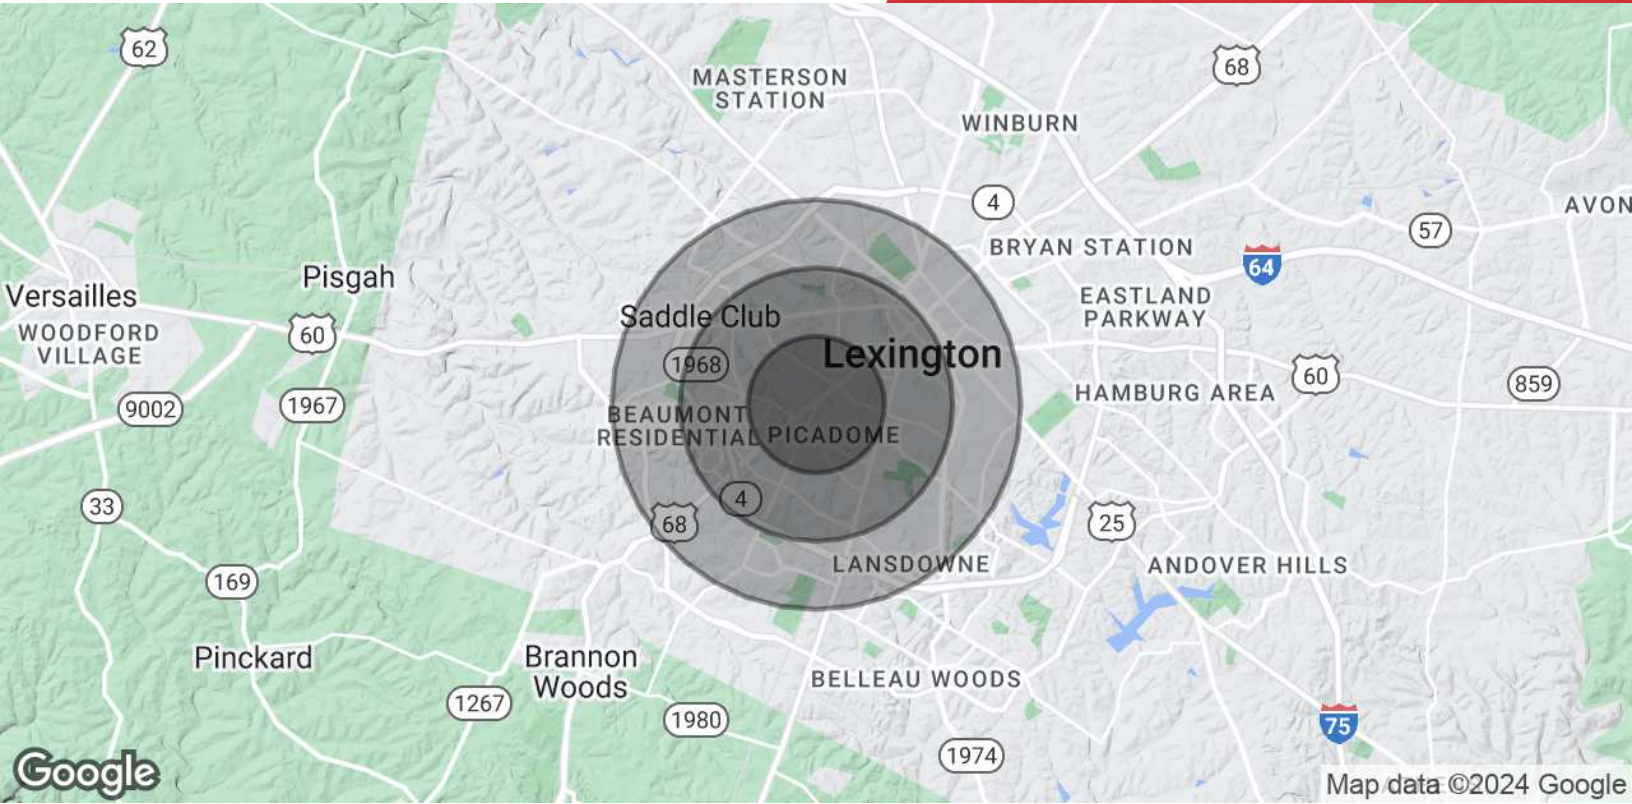 62
MASTERSON
STATION
68
WINBURN
4
AVON
57
BRYAN STATION
64
Pisgah
Versailles
EASTLAND
PARKWAY
Saddle Club
WOODFORD
VILLAGE
60
Lexington
1968
60
859
HAMBURG AREA
9002
1967
BEAUMONT
RESIDENTIAL
PICADOME
33
4
68
25
LANSDOWNE
ANDOVER HILLS
169
Pinckard
Brannon
Woods
BELLEAU WOODS
1267
1980
75
1974
Google
Map data ©2024 Google